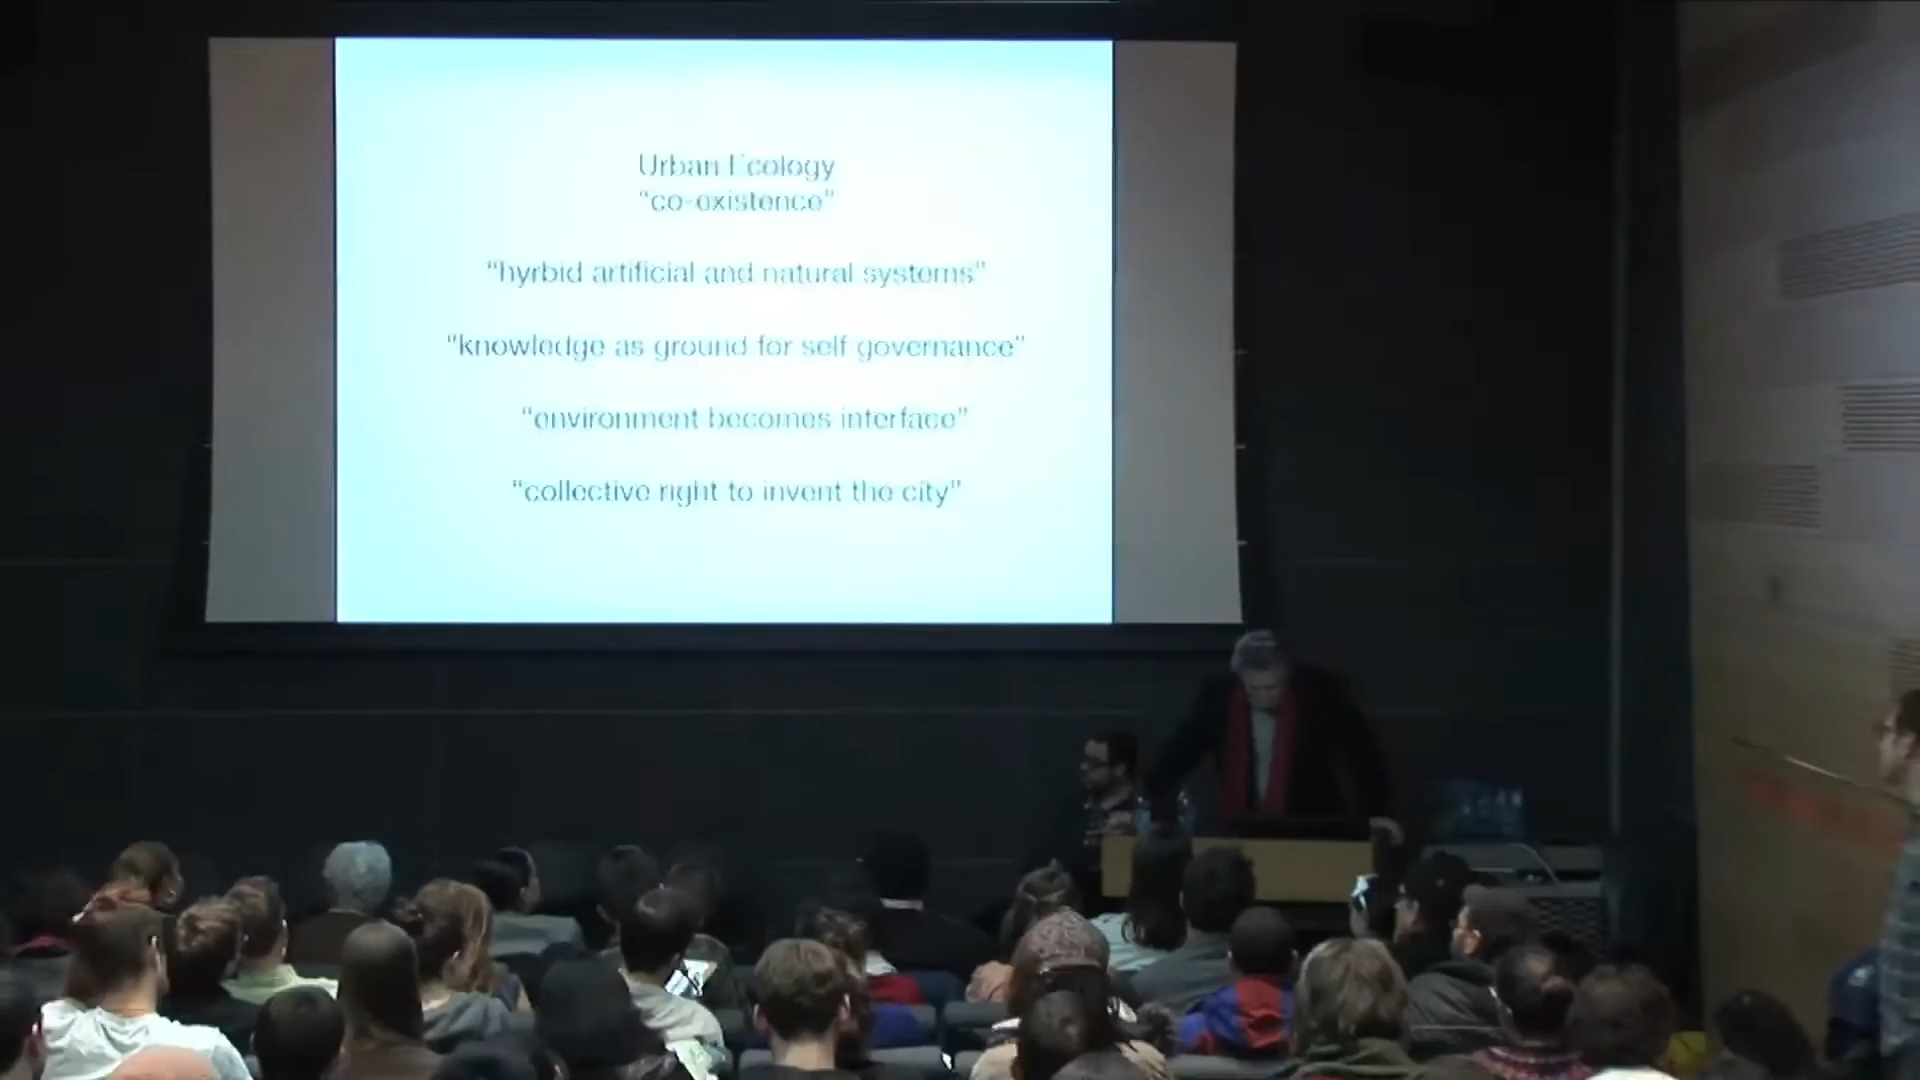 Urban Ecology
“co-existence”
“hyrbid artificial and natural systems”
“knowledge as ground for self governance”
“environment becomes interface”
“collective right to invent the city”